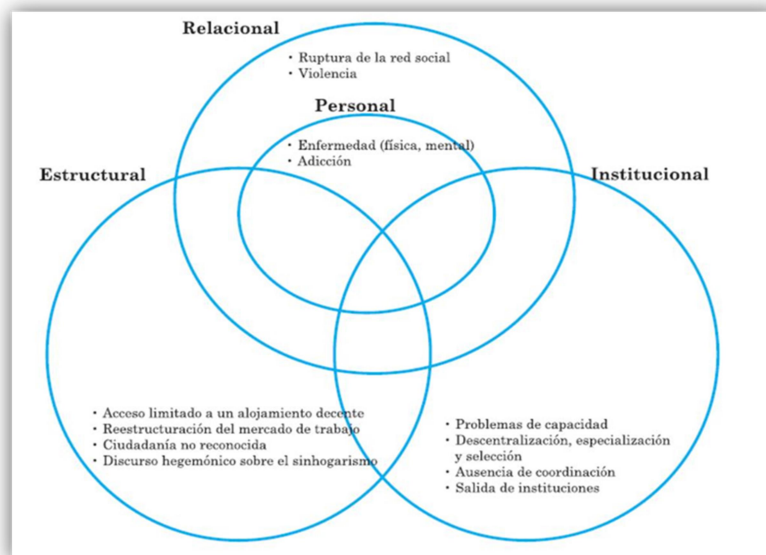 Relacional
· Ruptura de la red social
· Violencia
Personal
· Enfermedad (física, mental)
· Adicción
Estructural
Institucional
· Acceso limitado a un alojamiento decente
· Reestructuración del mercado de trabajo
· Ciudadanía no reconocida
· Discurso hegemónico sobre el sinhogarismo
· Problemas de capacidad
· Descentralización, especialización
y selección
· Ausencia de coordinación
· Salida de instituciones